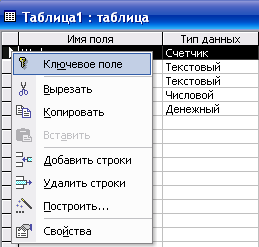 Таблица1 : таблица
Имя поля
Тип данных
Счетчик
Текстовый
Текстовый
Числовой
Денежный
Ключевое поле
Вырезать
Копировать
Вставить
Добавить строки
Удалить строки
Построить...
Свойства